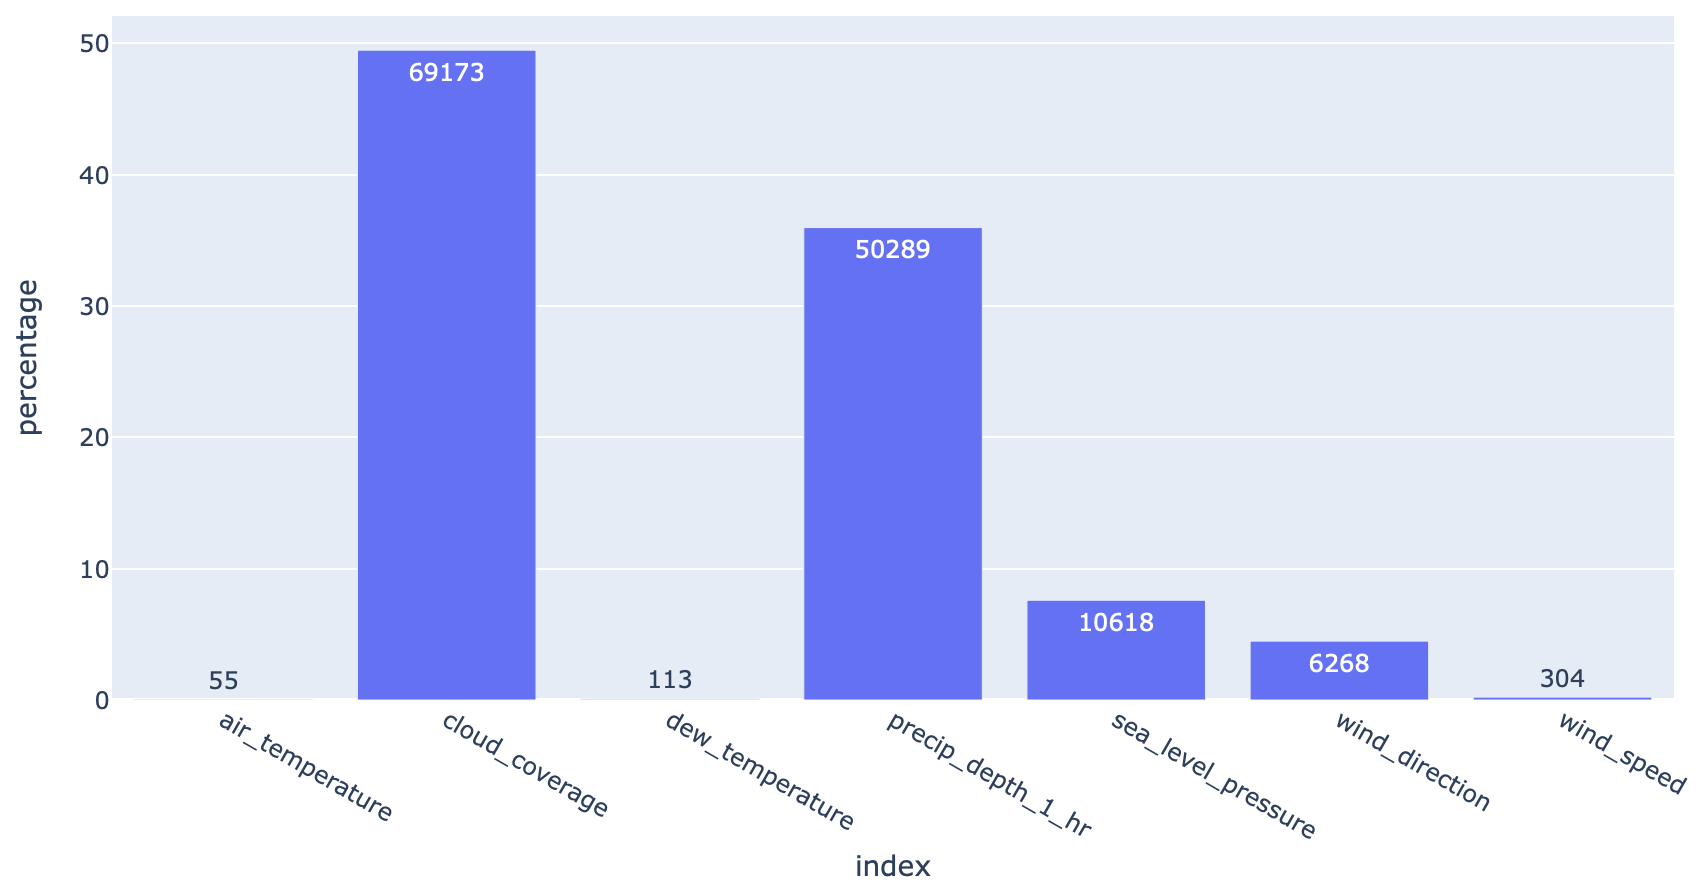 percentage
50
40
30
20
10
0
55
69173
113
50289
10618
6268
304
air_temperature
cloud_coverage
dew_temperature
precip_depth_1_hr
sea_level_pressure
wind_direction
wind_speed
index